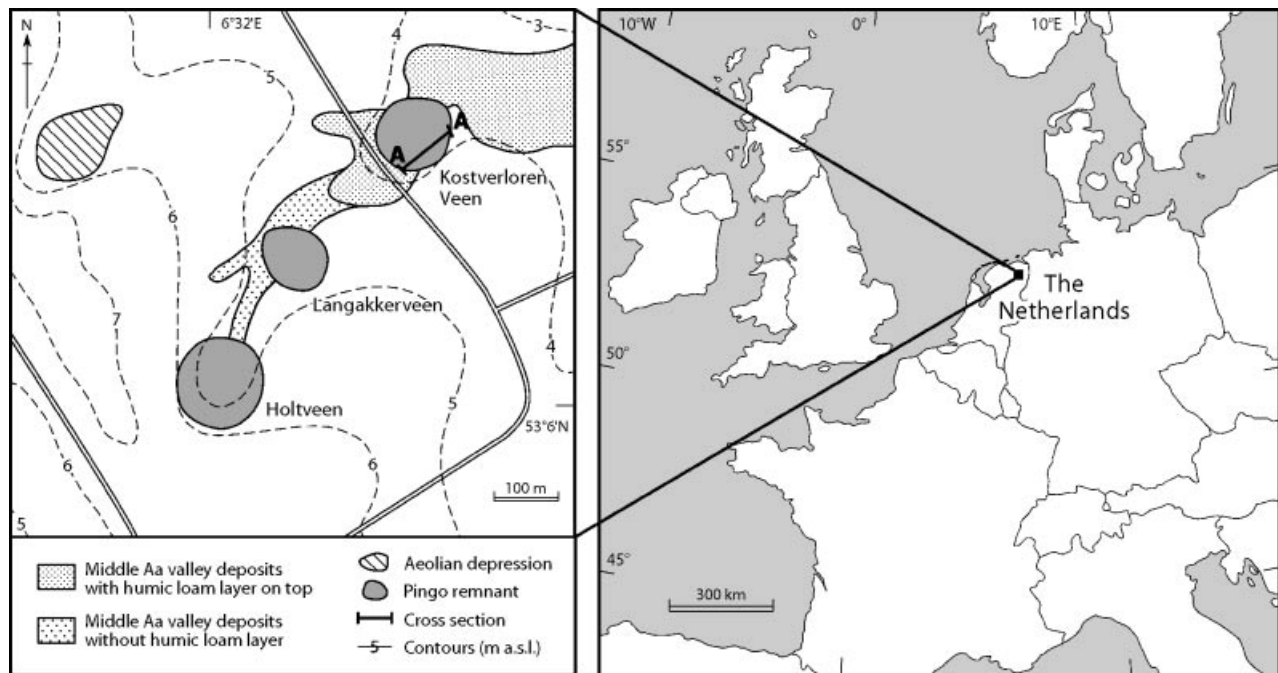 N
6°32'E
4
3
5
A
A
Kostverloren
Veen
6
7
Langakkerveen
4
Holtveen
5
53°6'N
6
6
5
100 m
Middle Aa valley deposits
with humic loam layer on top
Middle Aa valley deposits
without humic loam layer
Aeolian depression
Pingo remnant
Cross section
5 Contours (m a.s.l.)
10°W
0°
10°E
55°
The
Netherlands
50°
45°
300 km